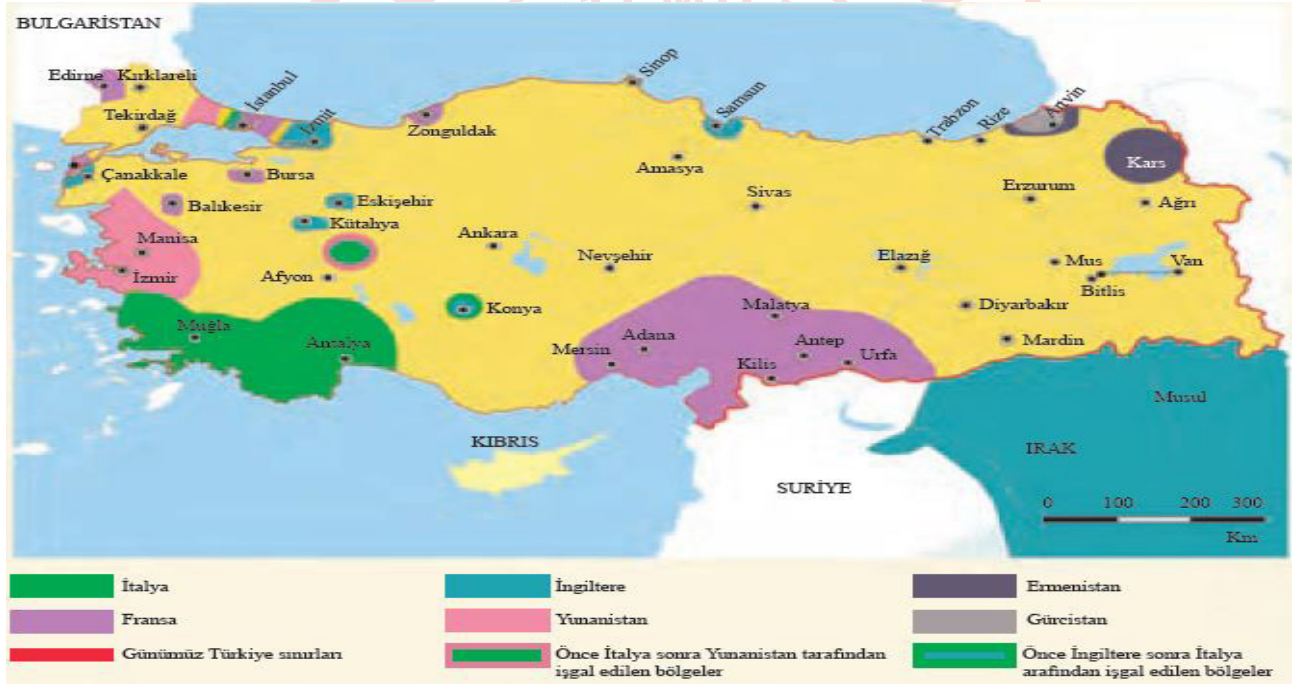 BULGARİSTAN
Edirne
Kırklareli
İstanbul
Tekirdağ
İzmit
Zonguldak
Sinop
Samsun
Trabzon
Rize
Artvin
Kars
Çanakkale
Bursa
Amasya
Balıkesir
Eskişehir
Sivas
Erzurum
Ağrı
Kütahya
Manisa
Ankara
Nevşehir
Elazığ
Mus
Van
İzmir
Afyon
Bitlis
Konya
Malatya
Diyarbakır
Muğla
Antalya
Adana
Mersin
Antep
Urfa
Mardin
Kilis
Musul
KIBRIS
IRAK
SURİYE
0 100 200 300
Km
İtalya
İngiltere
Ermenistan
Fransa
Yunanistan
Gürcistan
Günümüz Türkiye sınırları
Önce İtalya sonra Yunanistan tarafından
işgal edilen bölgeler
Önce İngiltere sonra İtalya
arafından işgal edilen bölgeler